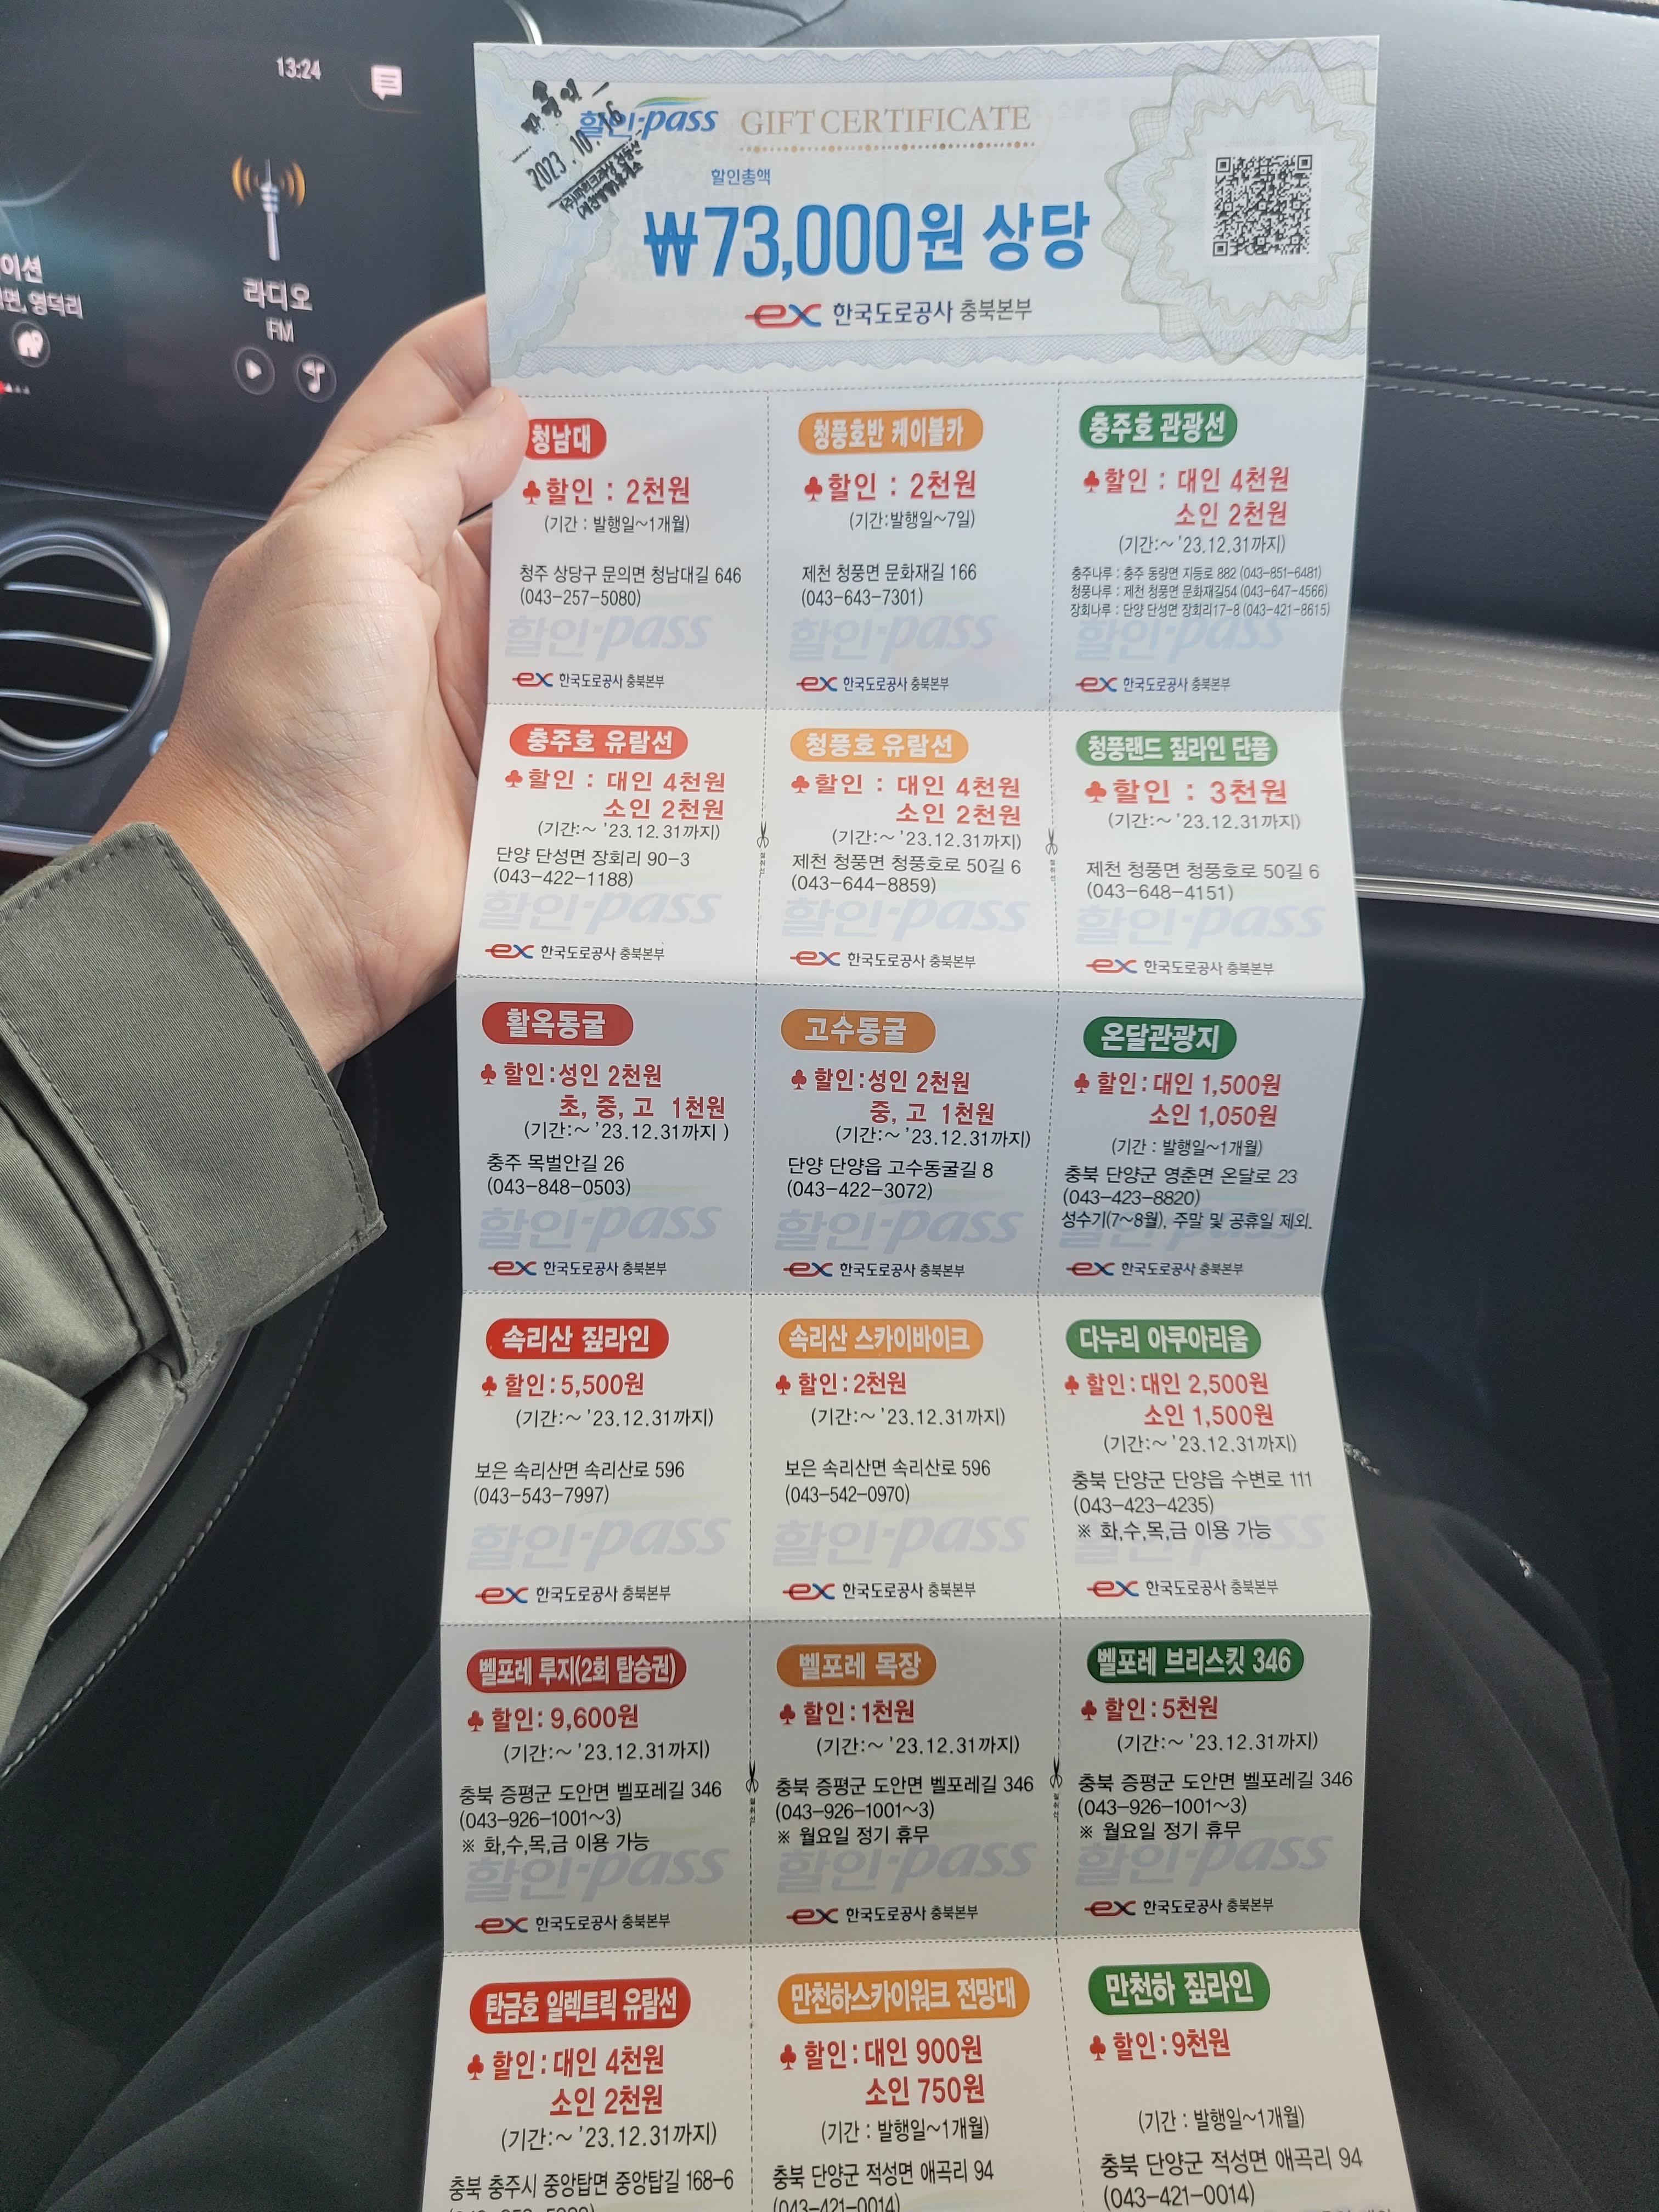 13:24
이션
면, 영덕리
라디오
FM
할인-pass GIFT CERTIFICATE
2023.10.16
할인총액
₩73,000원 상당
ex 한국도로공사 충북본부
청남대
♣할인 : 2천원
(기간 : 발행일~1개월)
청주 상당구 문의면 청남대길 646
(043-257-5080)
할인-pass
ex 한국도로공사 충북본부
청풍호반 케이블카
♣할인 : 2천원
(기간:발행일~7일)
제천 청풍면 문화재길 166
(043-643-7301)
할인-pass
ex 한국도로공사 충북본부
충주호 관광선
♣할인 : 대인 4천원
소인 2천원
(기간:~ '23.12.31까지)
충주나루 : 충주 동량면 지등로 882 (043-851-6481)
청풍나루 : 제천 청풍면 문화재길54 (043-647-4566)
장회나루 : 단양 단성면 장회리17-8 (043-421-8615)
할인-pass
ex 한국도로공사 충북본부
충주호 유람선
♣할인 : 대인 4천원
소인 2천원
(기간:~ '23.12.31까지)
단양 단성면 장회리 90-3
(043-422-1188)
할인-pass
ex 한국도로공사 충북본부
청풍호 유람선
♣할인 : 대인 4천원
소인 2천원
(기간:~ '23.12.31까지)
제천 청풍면 청풍호로 50길 6
(043-644-8859)
할인-pass
ex 한국도로공사 충북본부
청풍랜드 짚라인 단품
♣할인 : 3천원
(기간:~ '23.12.31까지)
제천 청풍면 청풍호로 50길 6
(043-648-4151)
할인-pass
ex 한국도로공사 충북본부
활옥동굴
♣ 할인:성인 2천원
초, 중, 고 1천원
(기간:~ '23.12.31까지 )
충주 목벌안길 26
(043-848-0503)
할인-pass
ex 한국도로공사 충북본부
고수동굴
♣ 할인:성인 2천원
중, 고 1천원
(기간:~ '23.12.31까지)
단양 단양읍 고수동굴길 8
(043-422-3072)
할인-pass
ex 한국도로공사 충북본부
온달관광지
♣ 할인: 대인 1,500원
소인 1,050원
(기간 : 발행일~1개월)
충북 단양군 영춘면 온달로 23
(043-423-8820)
성수기(7~8월), 주말 및 공휴일 제외.
할인-pass
ex 한국도로공사 충북본부
속리산 짚라인
♣ 할인:5,500원
(기간:~ '23.12.31까지)
보은 속리산면 속리산로 596
(043-543-7997)
할인-pass
ex 한국도로공사 충북본부
속리산 스카이바이크
♣ 할인:2천원
(기간:~ '23.12.31까지)
보은 속리산면 속리산로 596
(043-542-0970)
할인-pass
ex 한국도로공사 충북본부
다누리 아쿠아리움
♣ 할인: 대인 2,500원
소인 1,500원
(기간:~ '23.12.31까지)
충북 단양군 단양읍 수변로 111
(043-423-4235)
※ 화,수,목,금 이용 가능
할인-pass
ex 한국도로공사 충북본부
벨포레 루지(2회 탑승권)
♣ 할인: 9,600원
(기간:~ '23.12.31까지)
충북 증평군 도안면 벨포레길 346
(043-926-1001~3)
※ 화,수,목,금 이용 가능
할인-pass
ex 한국도로공사 충북본부
벨포레 목장
♣ 할인:1천원
(기간:~ '23.12.31까지)
충북 증평군 도안면 벨포레길 346
(043-926-1001~3)
※ 월요일 정기 휴무
할인-pass
ex 한국도로공사 충북본부
벨포레 브리스킷 346
♣ 할인:5천원
(기간:~ '23.12.31까지)
충북 증평군 도안면 벨포레길 346
(043-926-1001~3)
※ 월요일 정기 휴무
할인-pass
ex 한국도로공사 충북본부
탄금호 일렉트릭 유람선
♣ 할인: 대인 4천원
소인 2천원
(기간:~ '23.12.31까지)
충북 충주시 중앙탑면 중앙탑길 168-6
만천하스카이워크 전망대
♣ 할인: 대인 900원
소인 750원
(기간 : 발행일~1개월)
충북 단양군 적성면 애곡리 94
(043-421-0014)
만천하 짚라인
♣ 할인:9천원
(기간 : 발행일~1개월)
충북 단양군 적성면 애곡리 94
(043-421-0014)